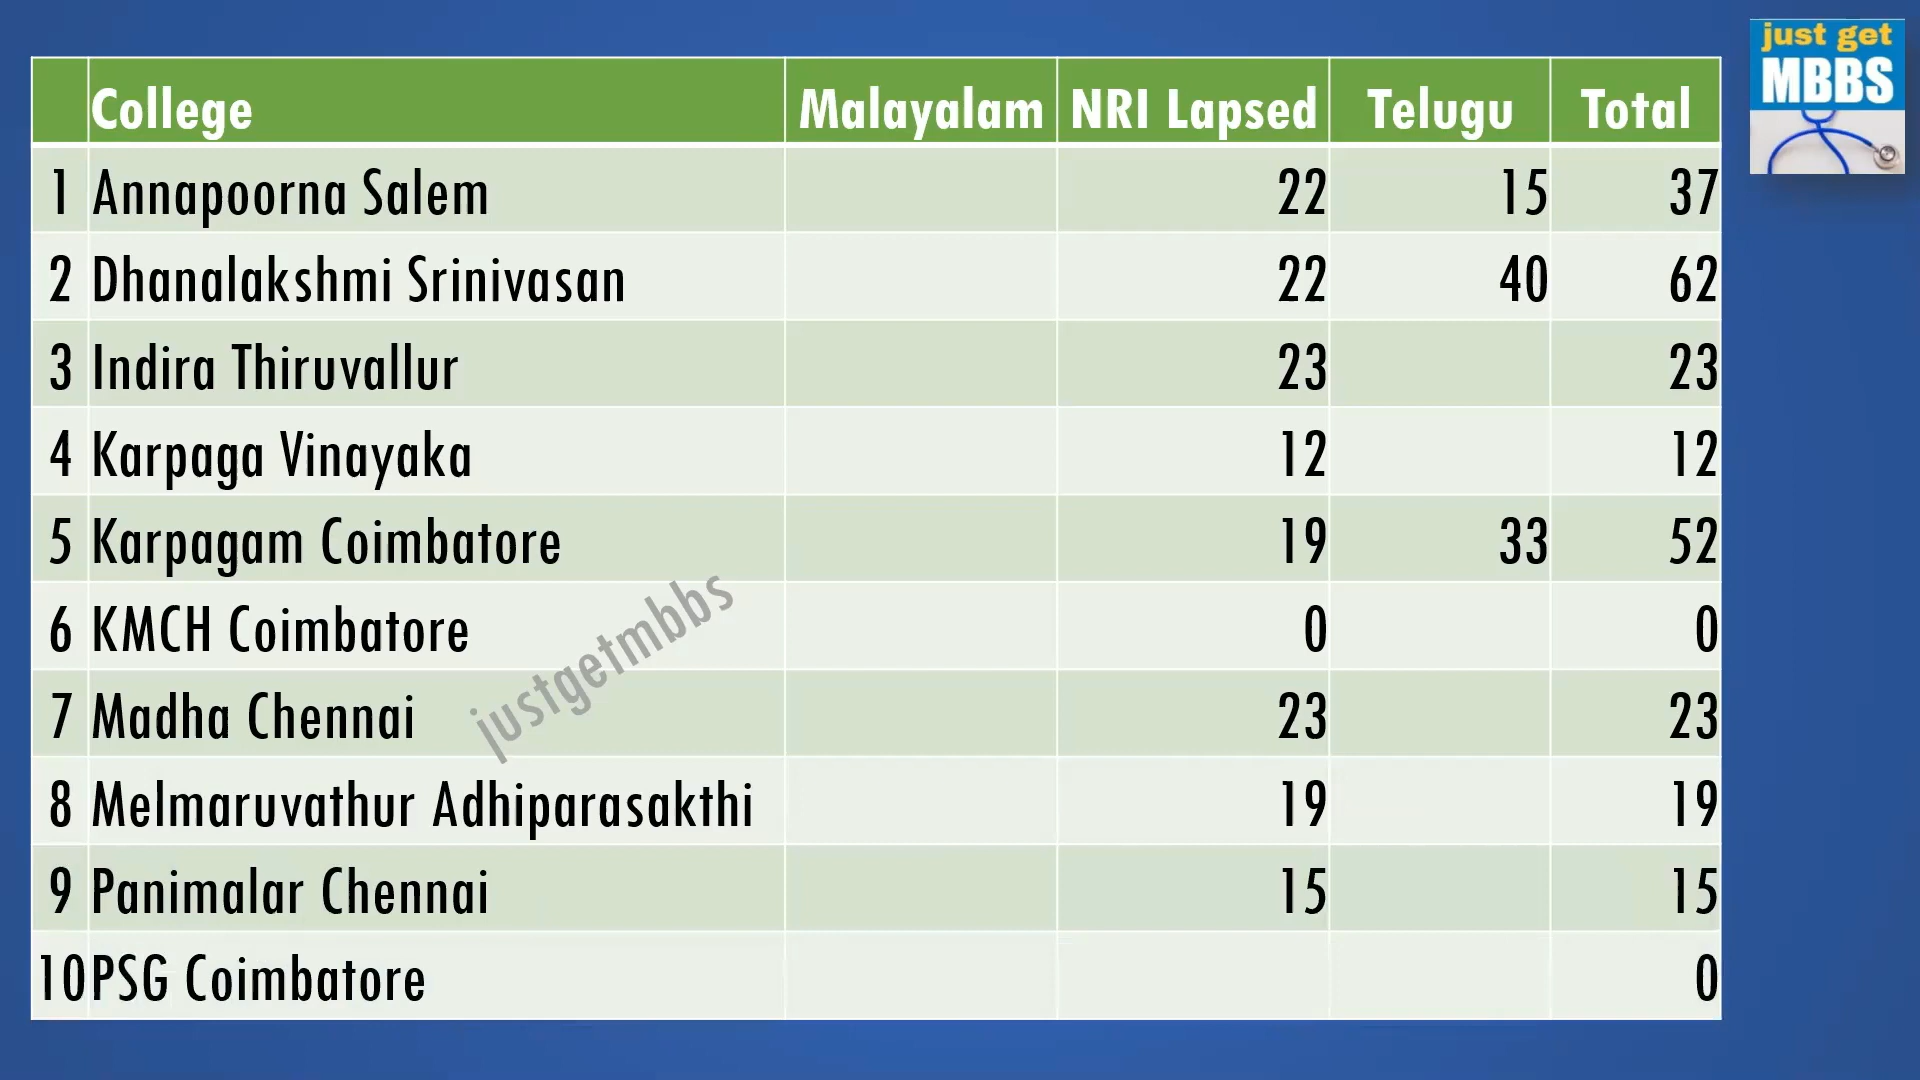 just get
MBBS
College Malayalam NRI Lapsed Telugu Total
1 Annapoorna Salem 22 15 37
2 Dhanalakshmi Srinivasan 22 40 62
3 Indira Thiruvallur 23 23
4 Karpaga Vinayaka 12 12
5 Karpagam Coimbatore 19 33 52
6 KMCH Coimbatore 0 0
7 Madha Chennai 23 23
8 Melmaruvathur Adhiparasakthi 19 19
9 Panimalar Chennai 15 15
10 PSG Coimbatore 0
justgetmbbs